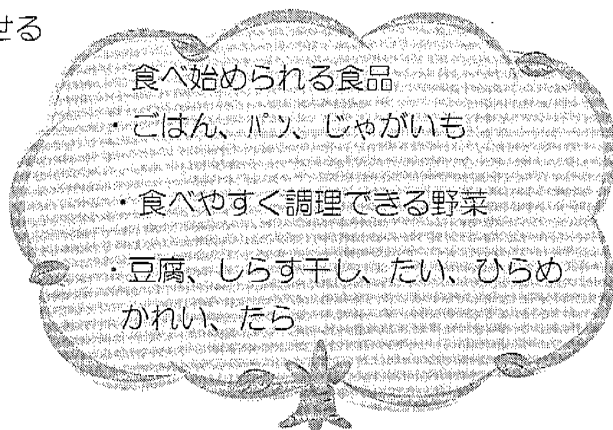 せる
食べ始められる食品
・ごはん、パン、じゃがいも
・食べやすく調理できる野菜
・豆腐、しらす干し、たい、ひらめ
かれい、たら